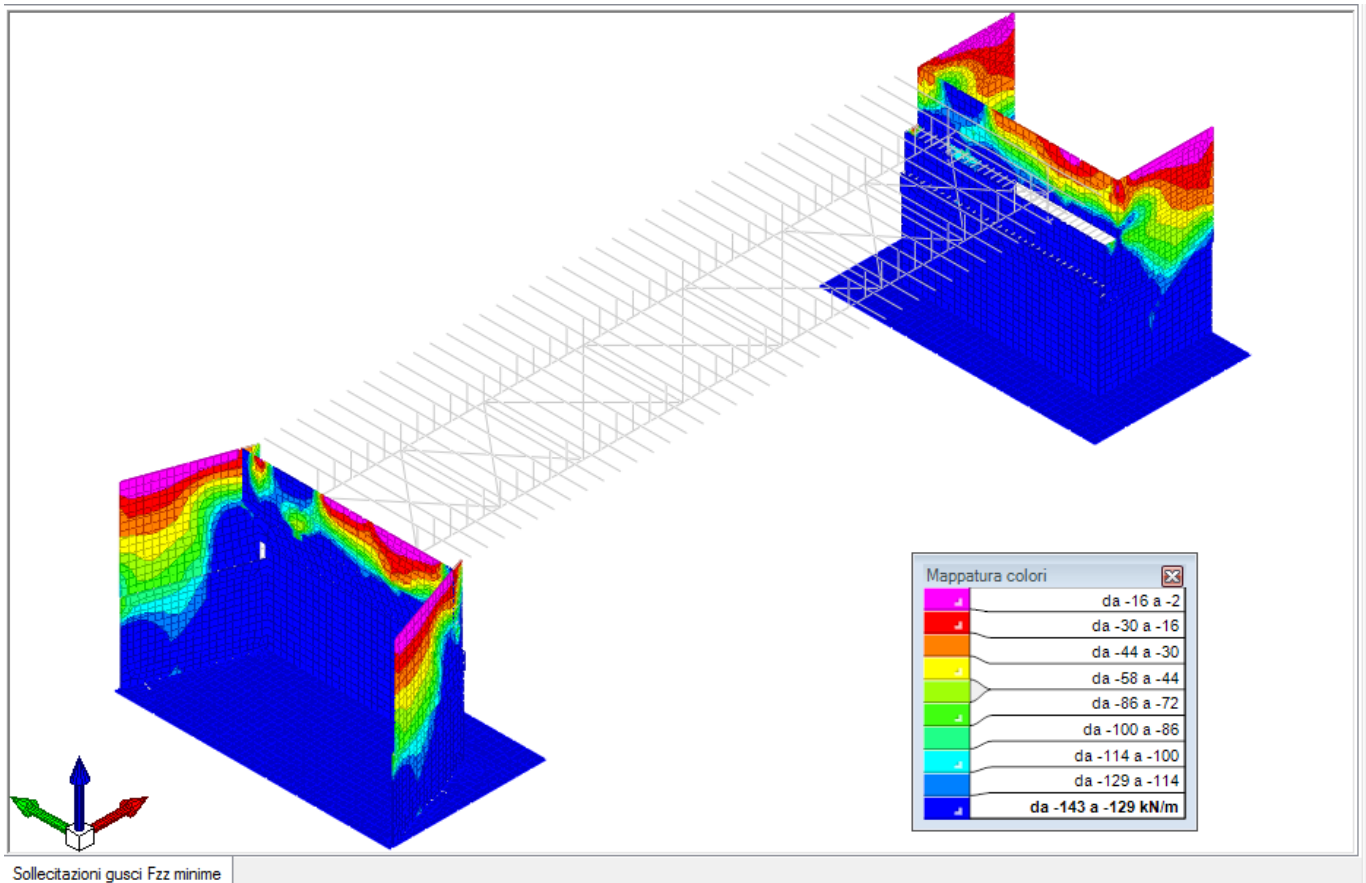 Mappatura colori
da -16 a -2
da -30 a -16
da -44 a -30
da -58 a -44
da -86 a -72
da -100 a -86
da -114 a -100
da -129 a -114
da -143 a -129 kN/m
Sollecitazioni gusci Fzz minime